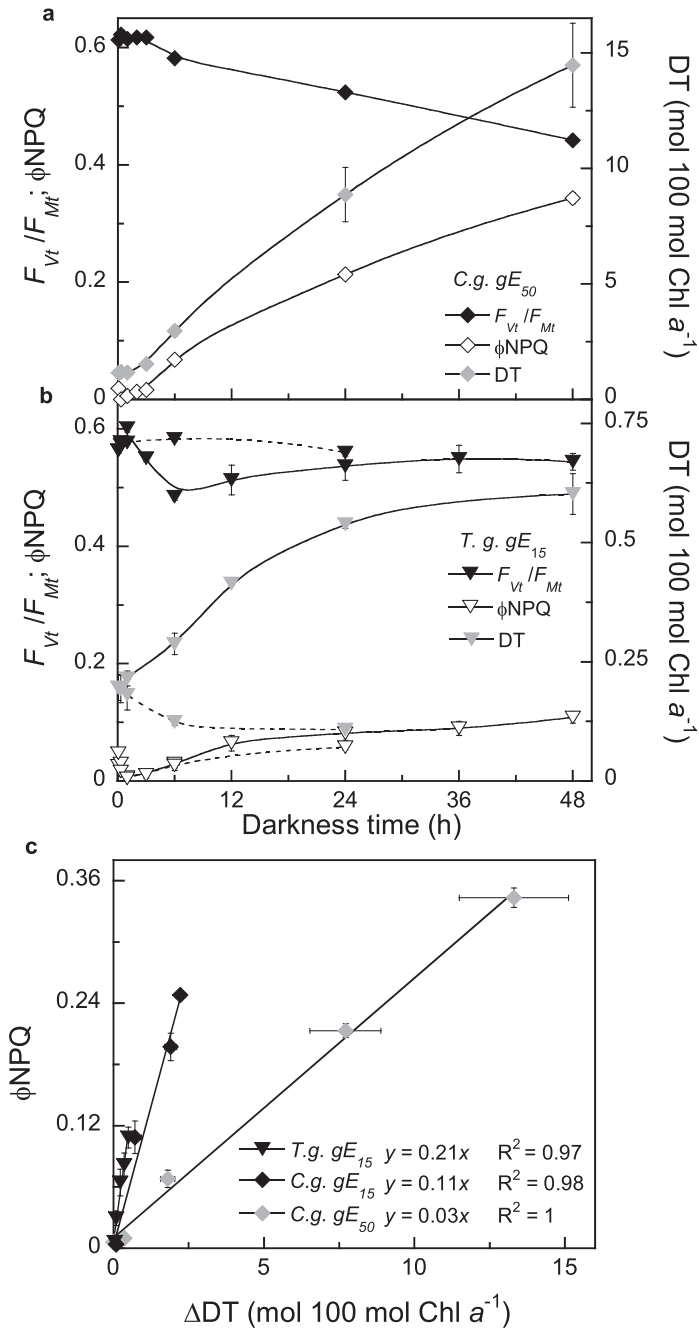 a
0.6
0.4
0.2
0
F_Vt /F_Mt; ϕNPQ
15
10
5
0
DT (mol 100 mol Chl a⁻¹)
C.g. gE₅₀
F_Vt /F_Mt
ϕNPQ
DT
b
0.6
0.4
0.2
0
F_Vt /F_Mt; ϕNPQ
0.75
0.5
0.25
0
DT (mol 100 mol Chl a⁻¹)
T. g. gE₁₅
F_Vt /F_Mt
ϕNPQ
DT
0 12 24 36 48
Darkness time (h)
c
0.36
0.24
0.12
0
ϕNPQ
T.g. gE₁₅ y = 0.21x R² = 0.97
C.g. gE₁₅ y = 0.11x R² = 0.98
C.g. gE₅₀ y = 0.03x R² = 1
0 5 10 15
ΔDT (mol 100 mol Chl a⁻¹)